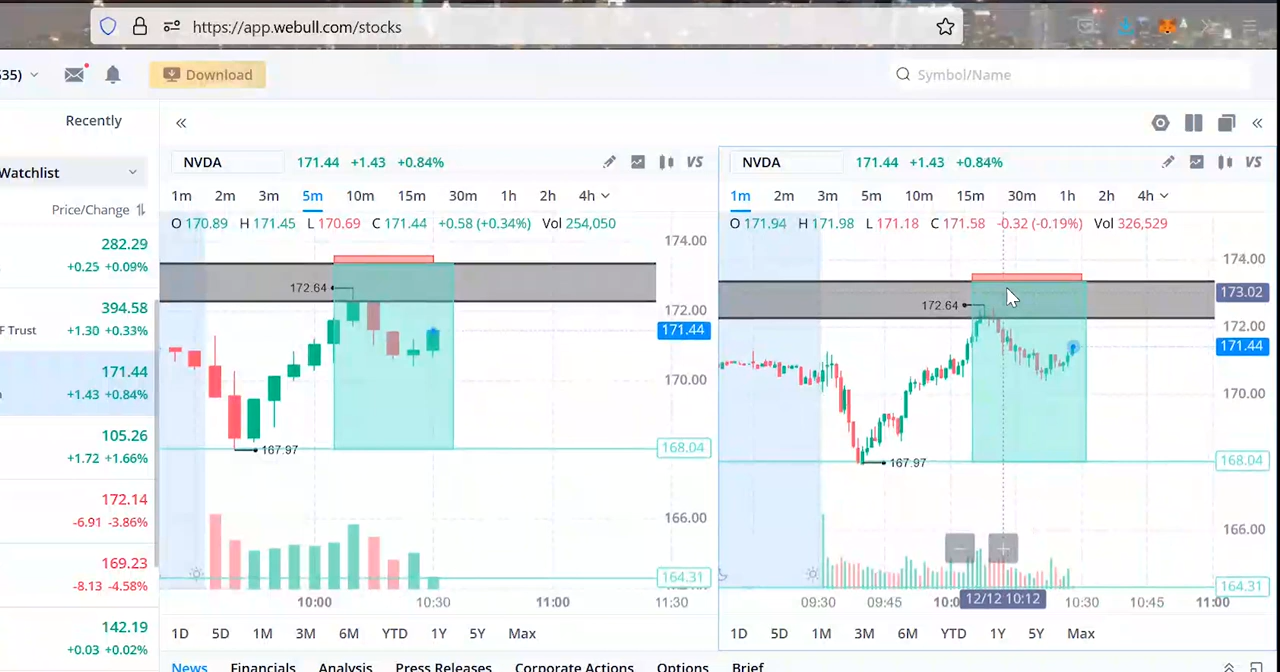 https://app.webull.com/stocks
535)
Download
Symbol/Name
Recently
Watchlist
Price/Change
282.29
+0.25 +0.09%
394.58
F Trust
+1.30 +0.33%
171.44
+1.43 +0.84%
105.26
+1.72 +1.66%
172.14
-6.91 -3.86%
169.23
-8.13 -4.58%
142.19
+0.03 +0.02%
NVDA 171.44 +1.43 +0.84% VS
1m 2m 3m 5m 10m 15m 30m 1h 2h 4h
O 170.89 H 171.45 L 170.69 C 171.44 +0.58 (+0.34%) Vol 254,050
174.00
172.64
172.00
171.44
170.00
168.04
167.97
166.00
164.31
10:00 10:30 11:00 11:30
1D 5D 1M 3M 6M YTD 1Y 5Y Max
NVDA 171.44 +1.43 +0.84% VS
1m 2m 3m 5m 10m 15m 30m 1h 2h 4h
O 171.94 H 171.98 L 171.18 C 171.58 -0.32 (-0.19%) Vol 326,529
174.00
173.02
172.64
172.00
171.44
170.00
168.04
167.97
166.00
164.31
09:30 09:45 10:0 12/12 10:12 10:30 10:45 11:00
1D 5D 1M 3M 6M YTD 1Y 5Y Max
News Financials Analysis Press Releases Corporate Actions Options Brief